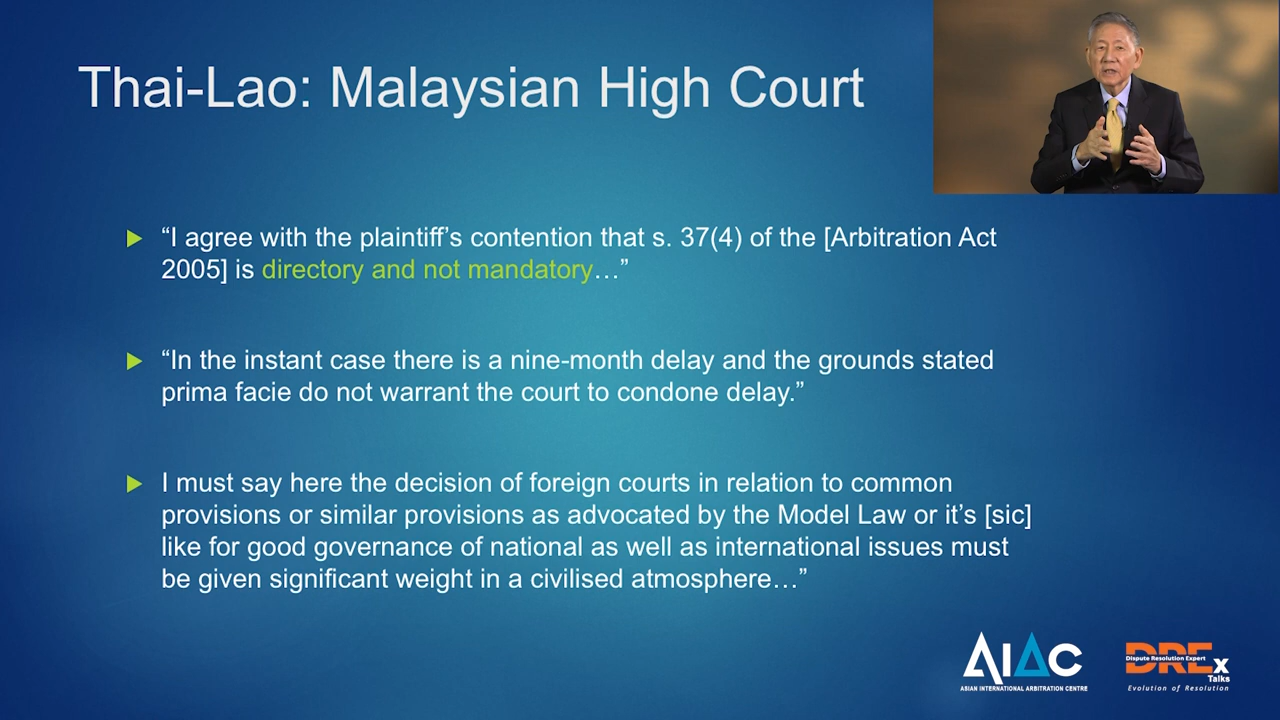 Thai-Lao: Malaysian High Court
“I agree with the plaintiff’s contention that s. 37(4) of the [Arbitration Act
2005] is directory and not mandatory…”
“In the instant case there is a nine-month delay and the grounds stated
prima facie do not warrant the court to condone delay.”
I must say here the decision of foreign courts in relation to common
provisions or similar provisions as advocated by the Model Law or it’s [sic]
like for good governance of national as well as international issues must
be given significant weight in a civilised atmosphere…”
AIAC
ASIAN INTERNATIONAL ARBITRATION CENTRE
DREx
Dispute Resolution Expert
Talks
Evolution of Resolution